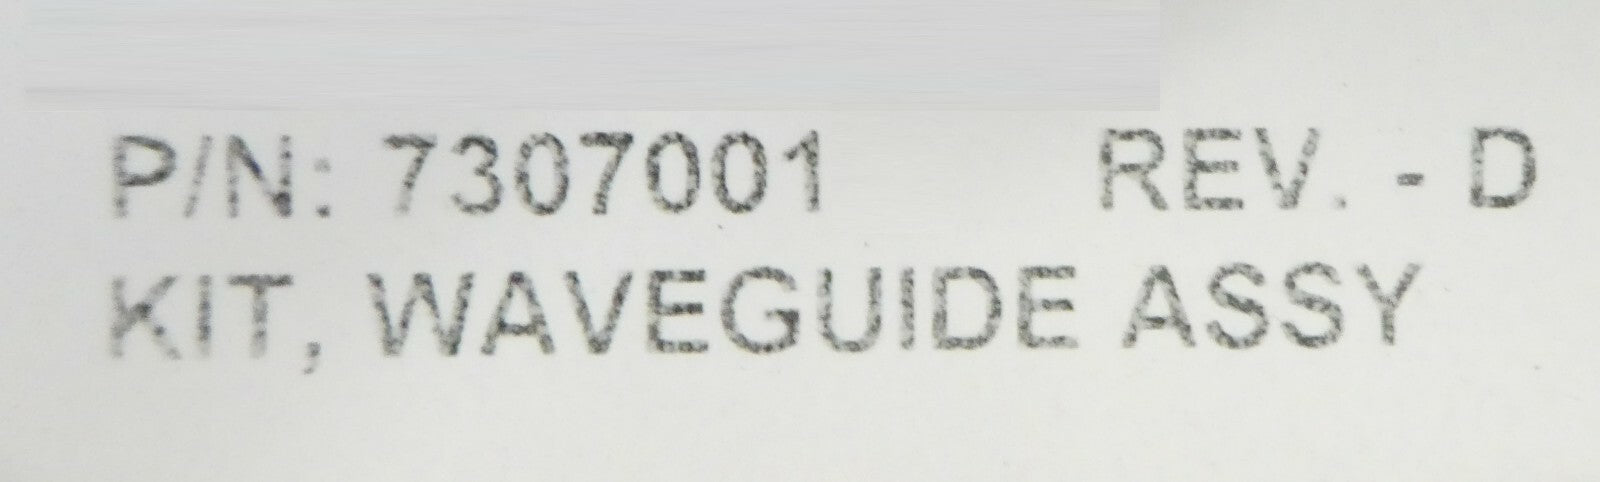 P/N: 7307001 REV. - D
KIT, WAVEGUIDE ASSY